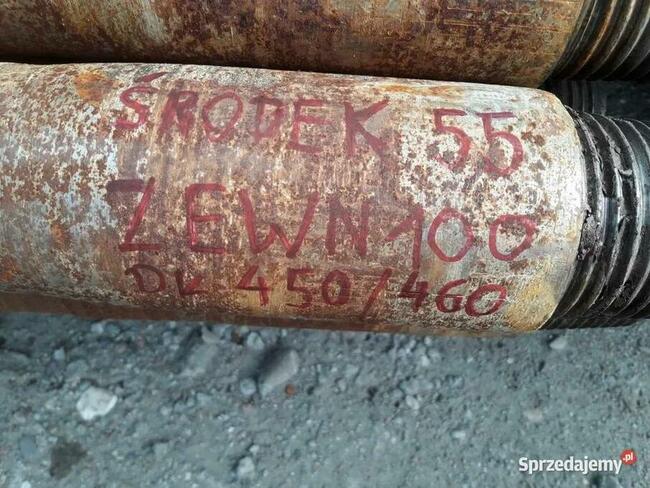 ŚRODEK 55
ZEWN 100
DŁ 450/460
Sprzedajemy.pl